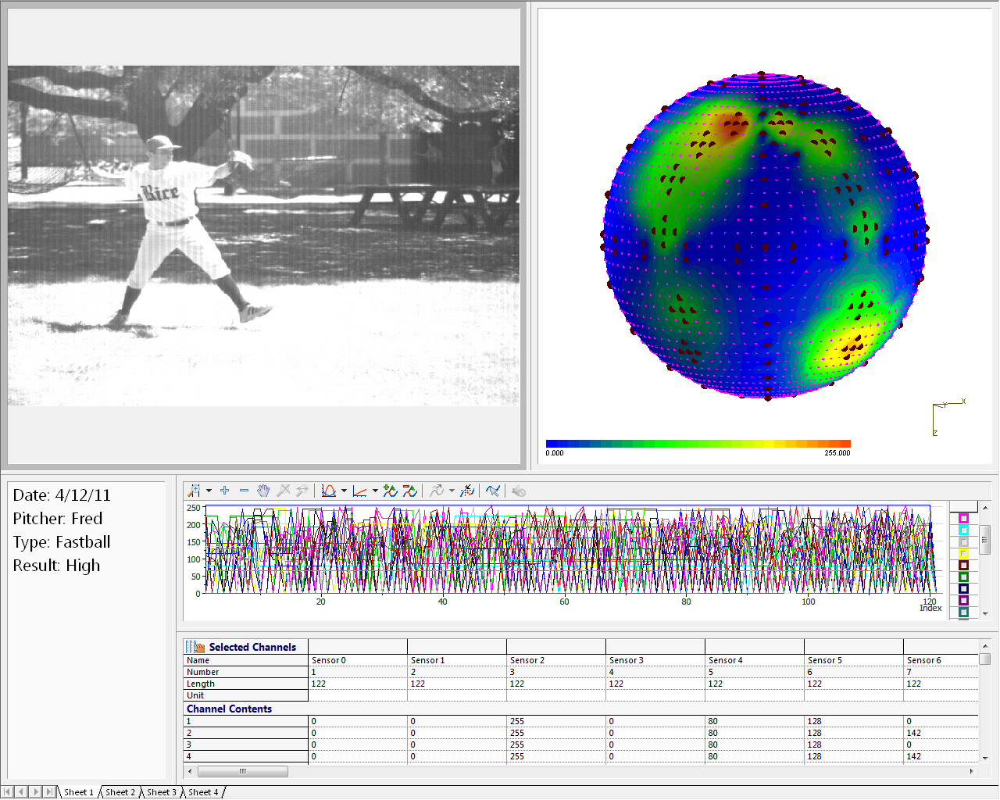 Rice
X
Y
Z
0.000 255.000
Date: 4/12/11
Pitcher: Fred
Type: Fastball
Result: High
250
200
150
100
50
0
20 40 60 80 100 120
Index
Selected Channels
Name Sensor 0 Sensor 1 Sensor 2 Sensor 3 Sensor 4 Sensor 5 Sensor 6
Number 1 2 3 4 5 6 7
Length 122 122 122 122 122 122 122
Unit
Channel Contents
1 0 0 255 0 80 128 0
2 0 0 255 0 80 128 142
3 0 0 255 0 80 128 0
4 0 0 255 0 80 128 142
Sheet 1 Sheet 2 Sheet 3 Sheet 4